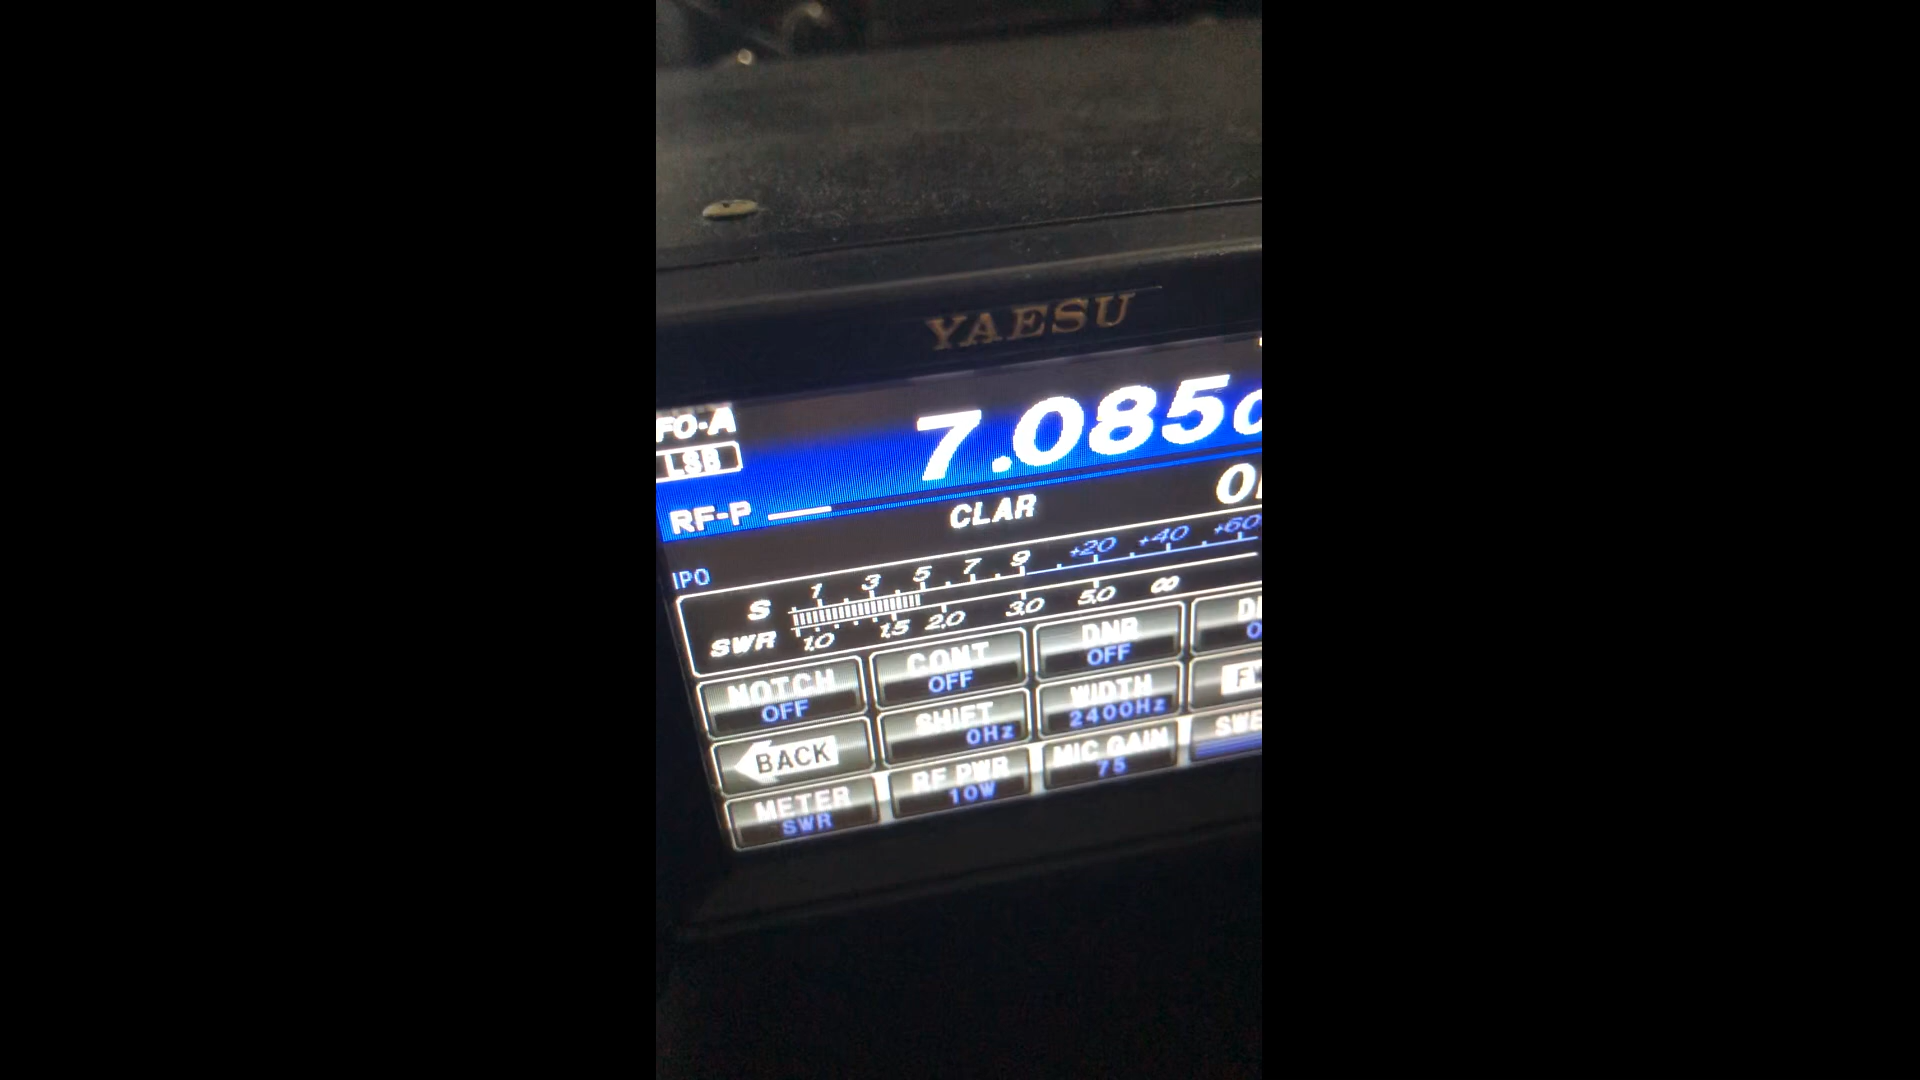 YAESU
FO-A
7.085
LSB
RF-P
CLAR
IPO
S 1 3 5 7 9 +20 +40 +60
SWR 1.0 1.5 2.0 3.0 5.0 ∞
NOTCH CONT DNR
OFF OFF OFF
BACK SHIFT WIDTH
0Hz 2400Hz
METER RF PWR MIC GAIN
SWR 10W 75